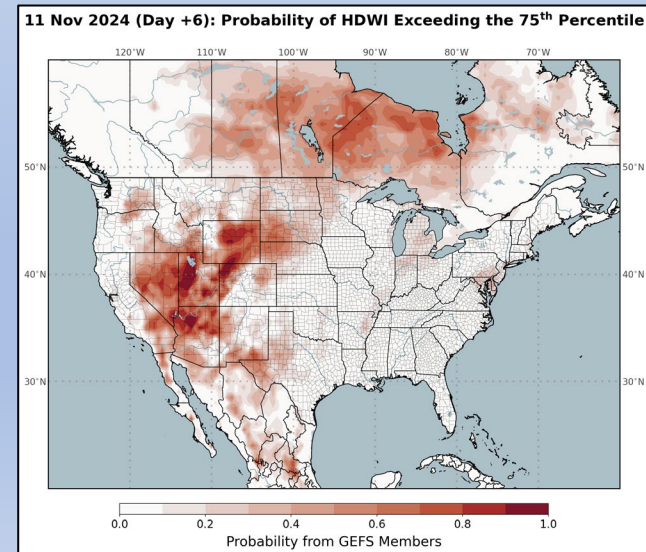 11 Nov 2024 (Day +6): Probability of HDWI Exceeding the 75th Percentile
120°W 110°W 100°W 90°W 80°W 70°W
50°N 50°N
40°N 40°N
30°N 30°N
0.0 0.2 0.4 0.6 0.8 1.0
Probability from GEFS Members